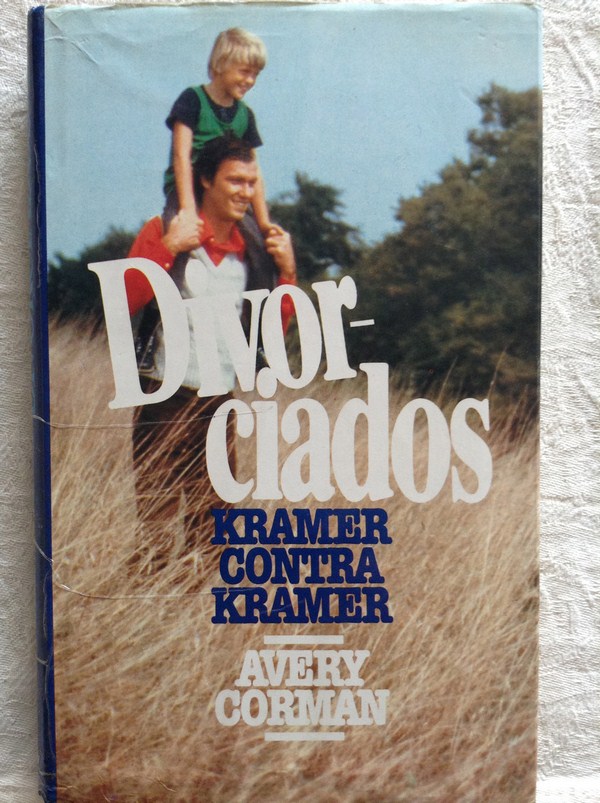 Divor-
ciados
KRAMER
CONTRA
KRAMER
AVERY
CORMAN